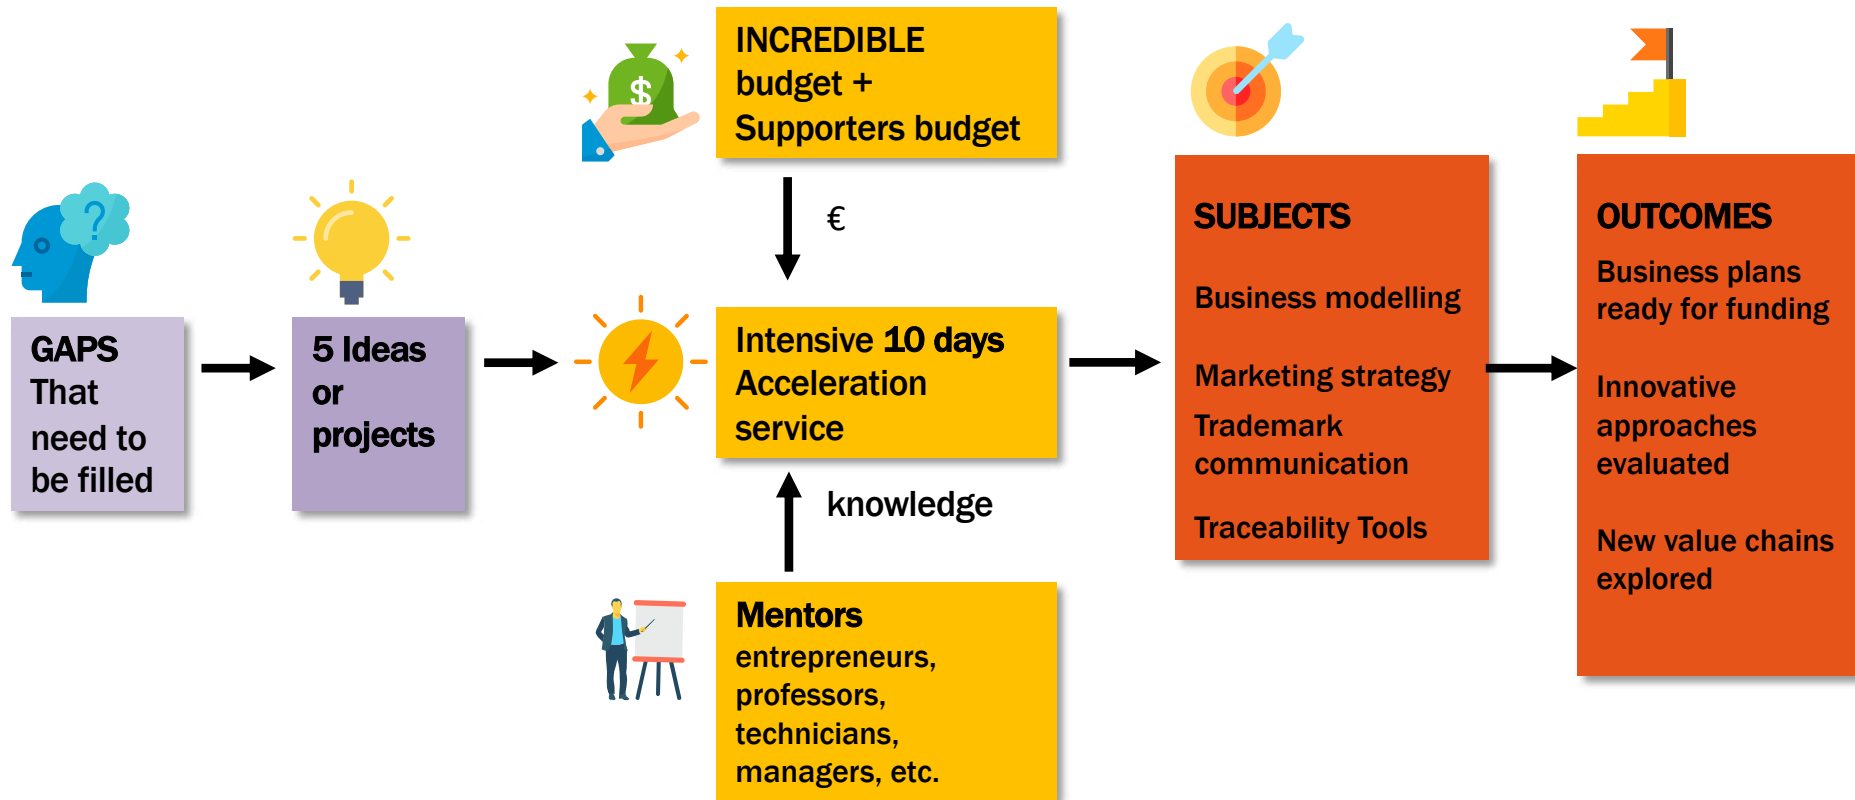 GAPS
That
need to
be filled
5 Ideas
or
projects
INCREDIBLE
budget +
Supporters budget
€
Intensive 10 days
Acceleration
service
knowledge
Mentors
entrepreneurs,
professors,
technicians,
managers, etc.
SUBJECTS
Business modelling
Marketing strategy
Trademark
communication
Traceability Tools
OUTCOMES
Business plans
ready for funding
Innovative
approaches
evaluated
New value chains
explored
?
$